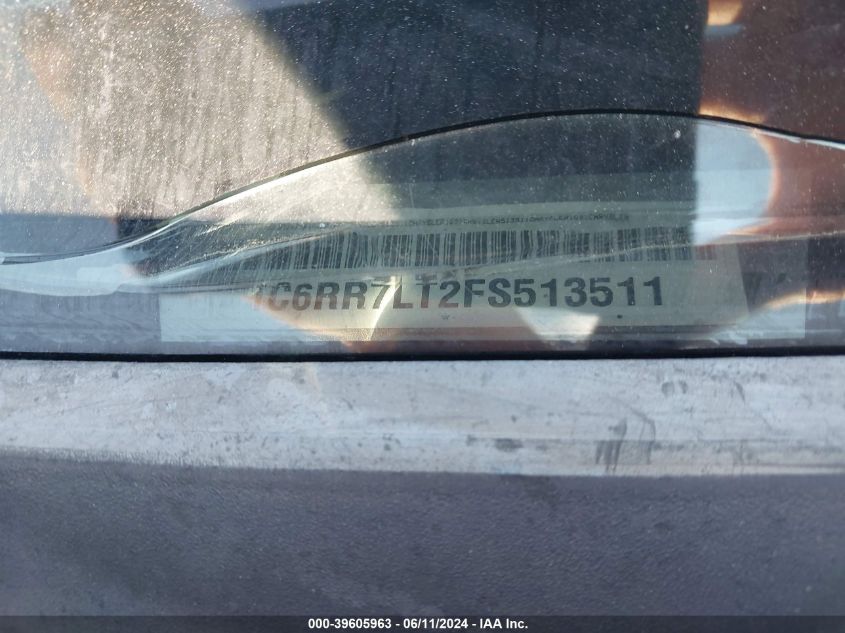 1C6RR7LT2FS513511
000-39605963 - 06/11/2024 - IAA Inc.